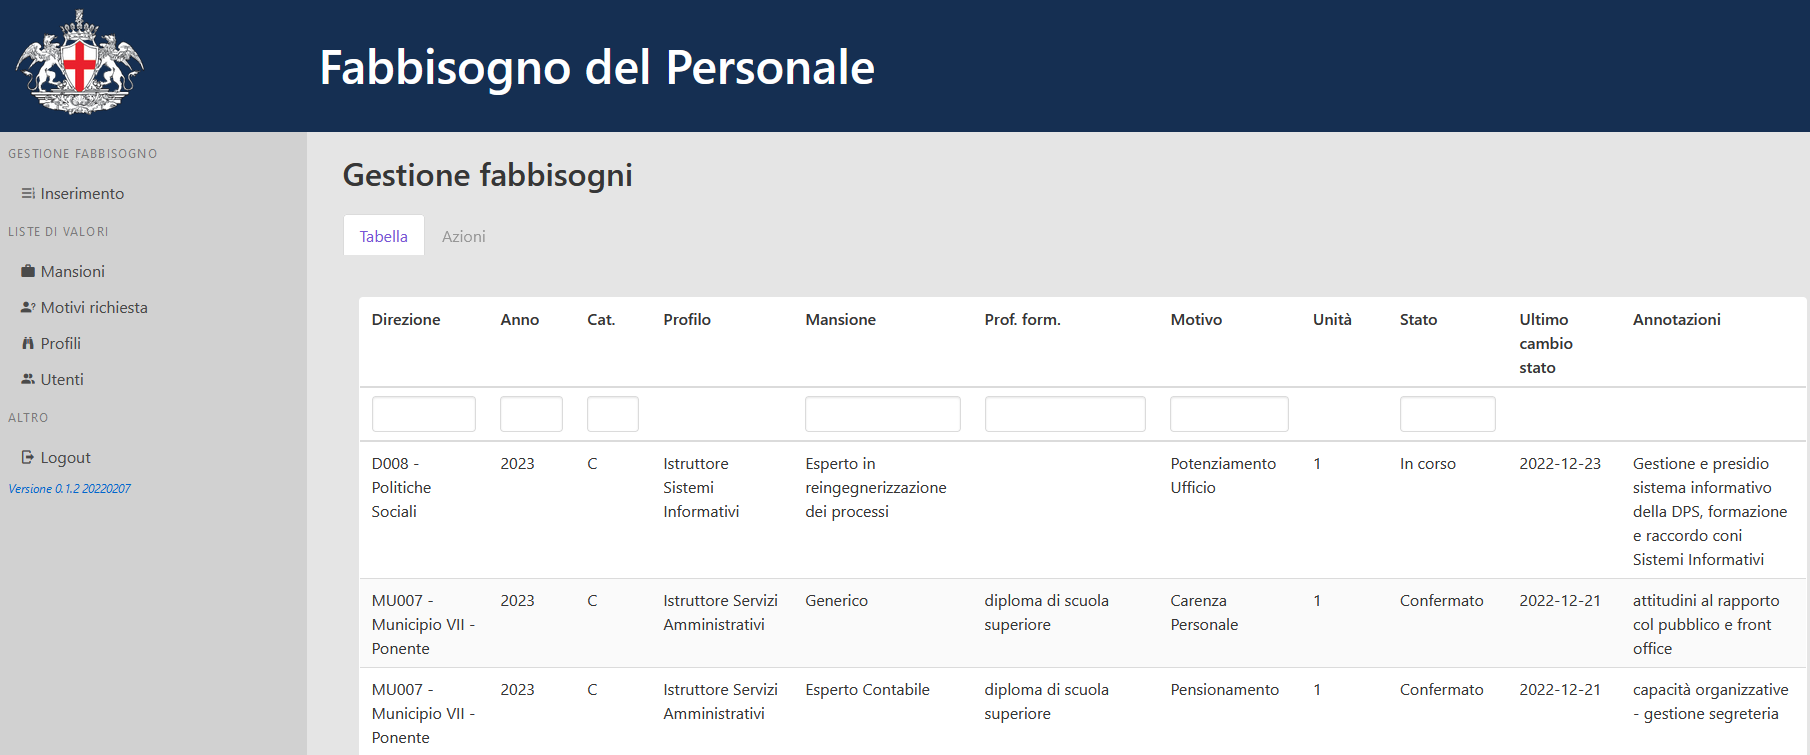 Fabbisogno del Personale
GESTIONE FABBISOGNO
Inserimento
LISTE DI VALORI
Mansioni
Motivi richiesta
Profili
Utenti
ALTRO
Logout
Versione 0.1.2 20220207
Gestione fabbisogni
Tabella Azioni
Direzione Anno Cat. Profilo Mansione Prof. form. Motivo Unità Stato Ultimo Annotazioni
cambio
stato
D008 - 2023 C Istruttore Esperto in Potenziamento 1 In corso 2022-12-23 Gestione e presidio
Politiche Sistemi reingegnerizzazione Ufficio sistema informativo
Sociali Informativi dei processi della DPS, formazione
e raccordo coni
Sistemi Informativi
MU007 - 2023 C Istruttore Servizi Generico diploma di scuola Carenza 1 Confermato 2022-12-21 attitudini al rapporto
Municipio VII - Amministrativi superiore Personale col pubblico e front
Ponente office
MU007 - 2023 C Istruttore Servizi Esperto Contabile diploma di scuola Pensionamento 1 Confermato 2022-12-21 capacità organizzative
Municipio VII - Amministrativi superiore - gestione segreteria
Ponente